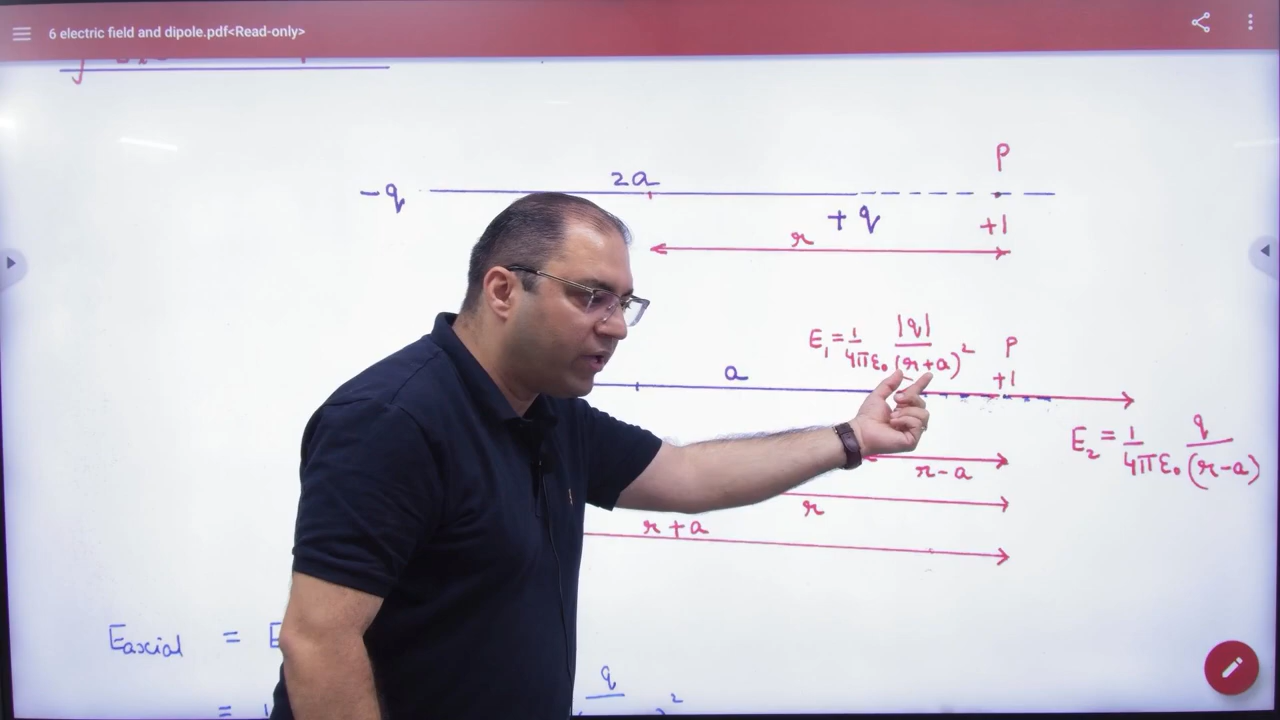 6 electric field and dipole.pdf<Read-only>
P
2a
-q
+q
+1
r
E₁ = 1/4πε₀ |q|/(r+a)²
P
a
+1
E₂ = 1/4πε₀ q/(r-a)
r-a
r
r+a
Eaxial = E
=
q
2